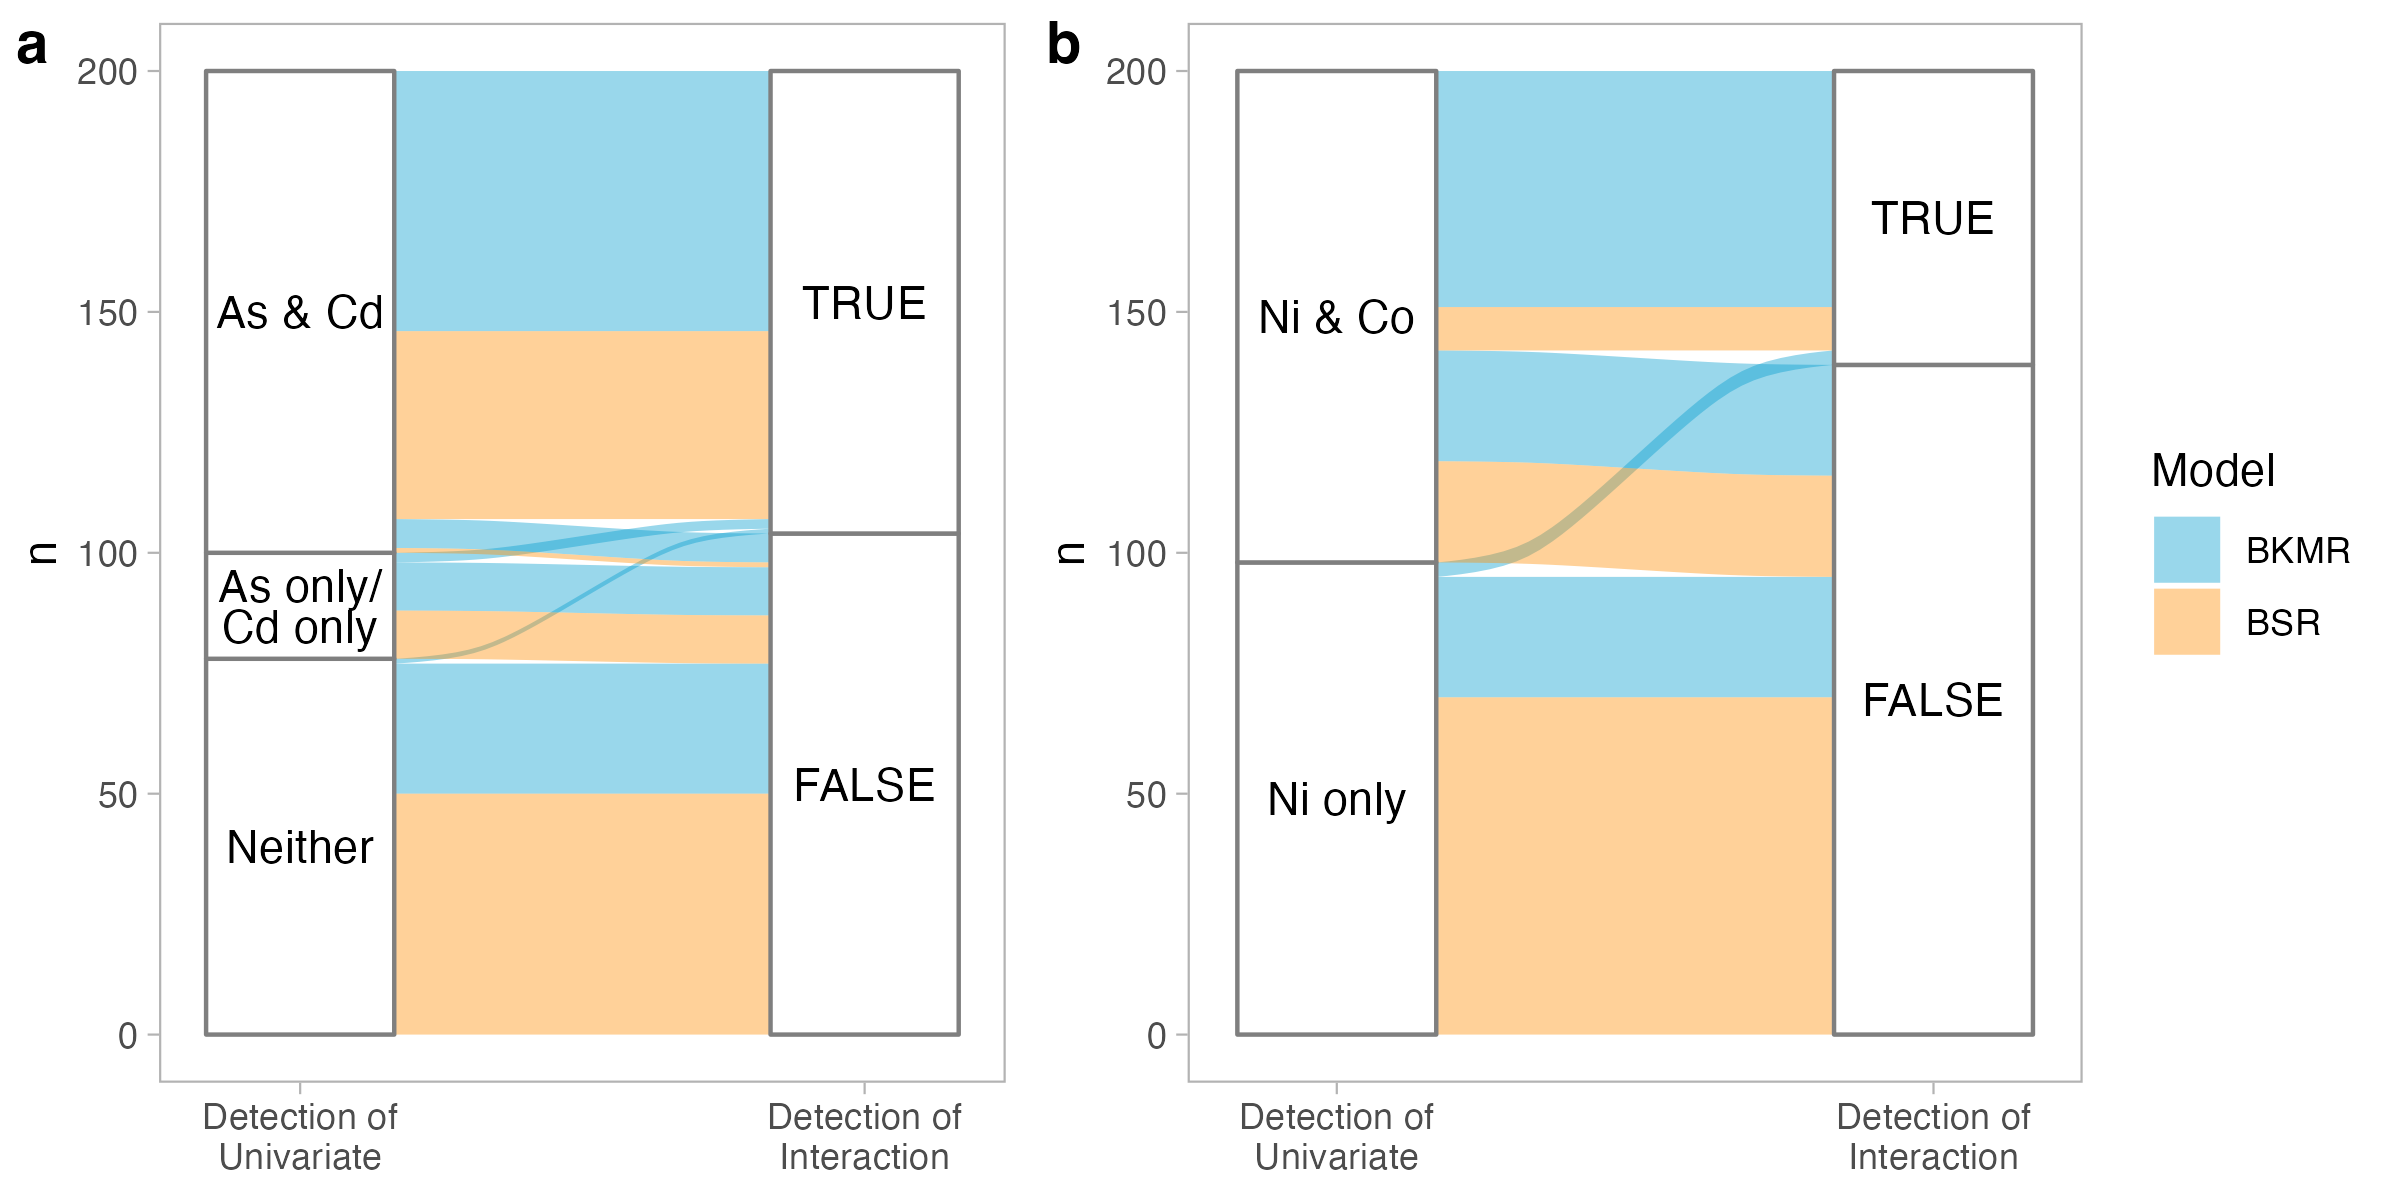 a
200
150
100
50
0
n
As & Cd
As only/
Cd only
Neither
TRUE
FALSE
Detection of
Univariate
Detection of
Interaction
b
200
150
100
50
0
n
Ni & Co
Ni only
TRUE
FALSE
Detection of
Univariate
Detection of
Interaction
Model
BKMR
BSR